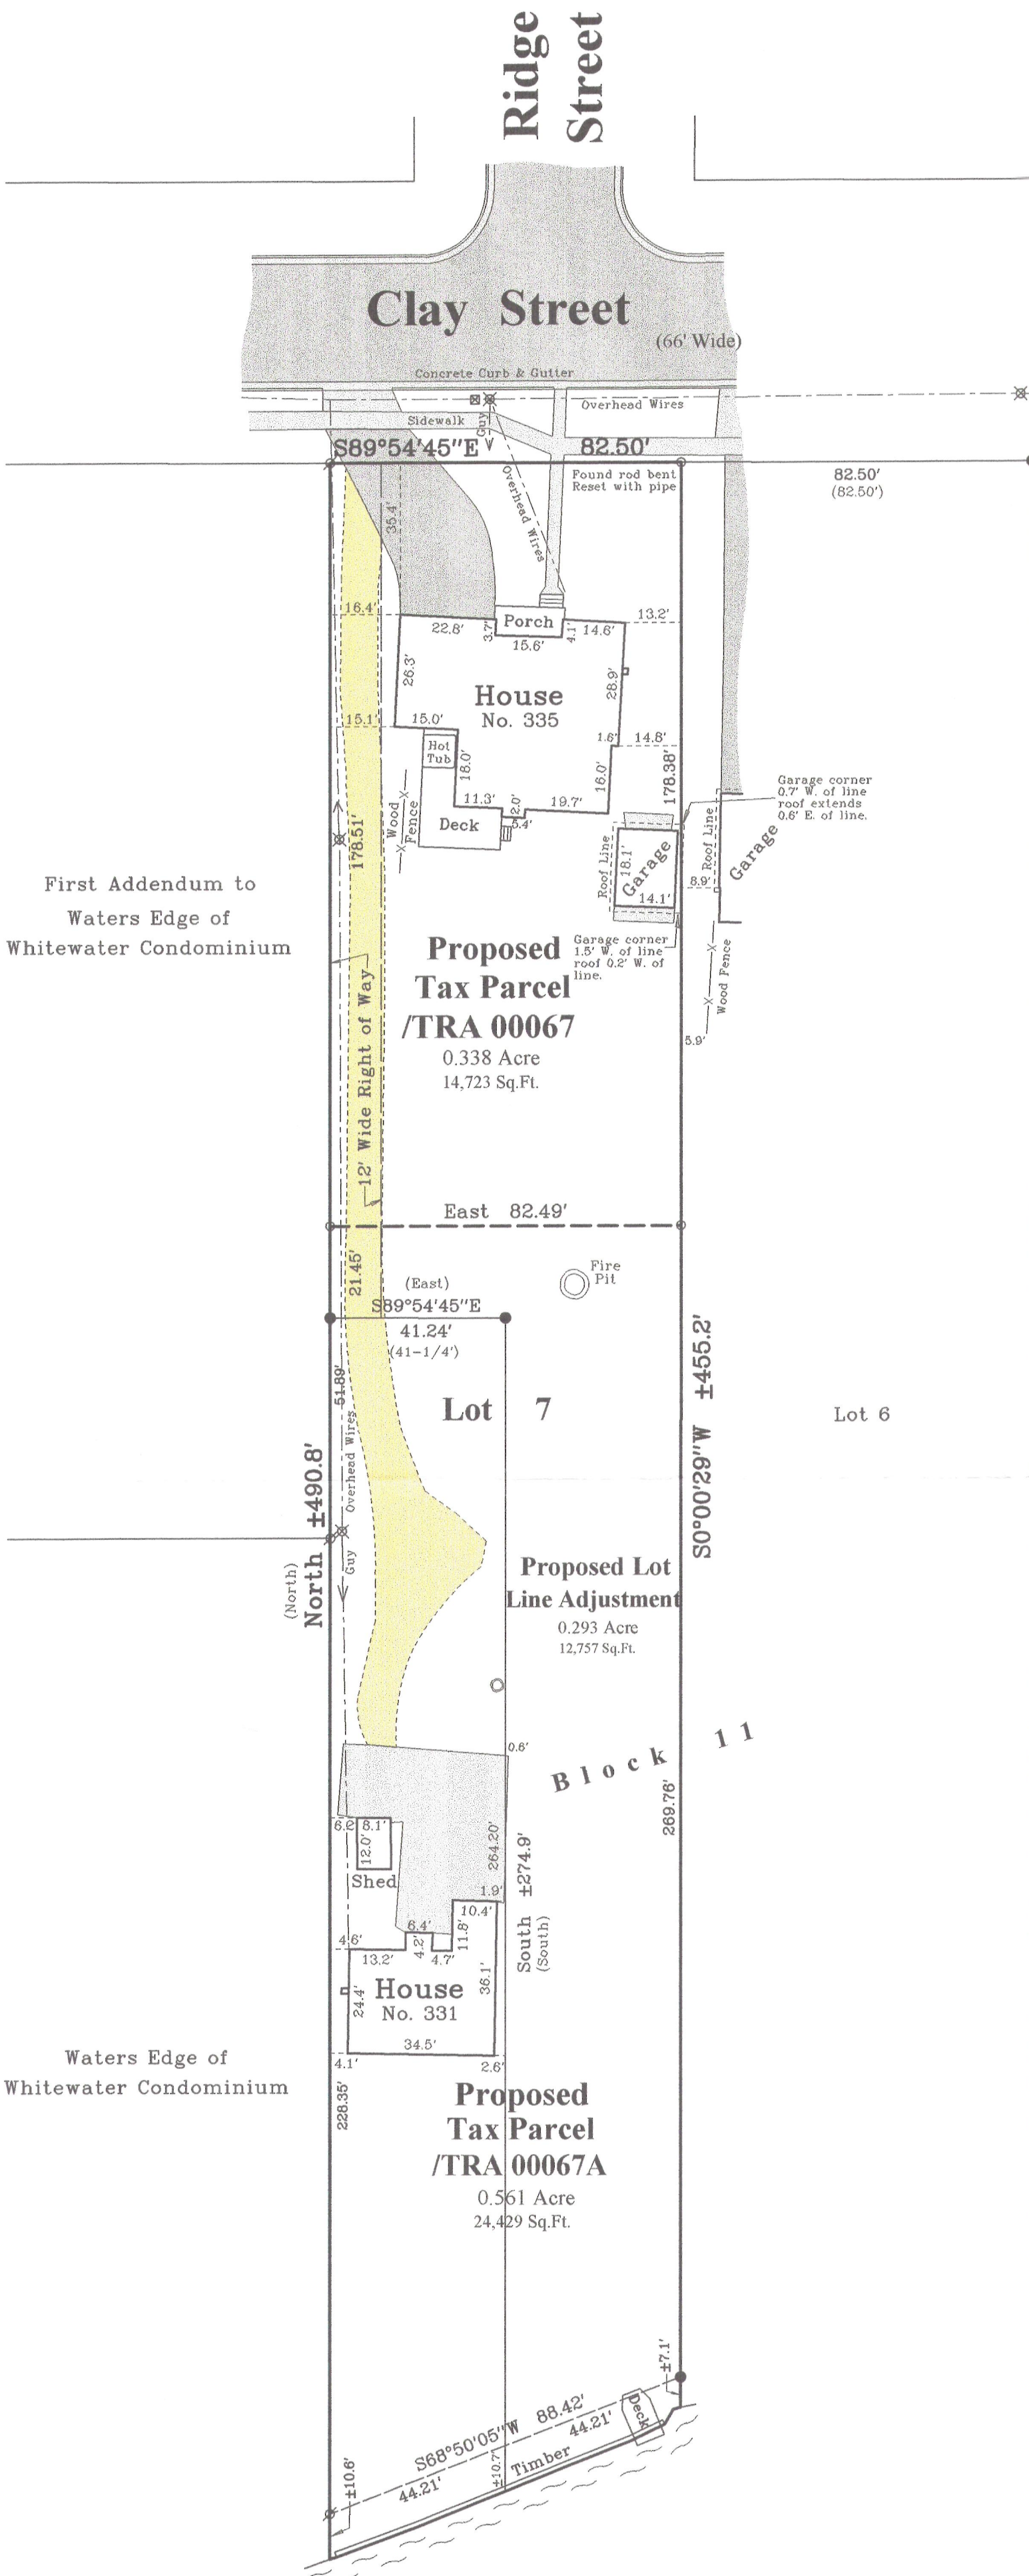 Ridge
Street
Clay Street
(66' Wide)
Concrete Curb & Gutter
Overhead Wires
Sidewalk
Guy
S89°54'45"E 82.50'
Found rod bent
Reset with pipe
82.50'
(82.50')
Overhead Wires
35.4'
16.4'
22.8'
3.7'
Porch
15.6'
4.1'
14.6'
13.2'
26.3'
House
No. 335
28.9'
15.1'
15.0'
Hot
Tub
18.0'
1.6'
14.8'
16.0'
178.38'
11.3'
2.0'
5.4'
19.7'
Deck
Wood
Fence
178.51'
Garage corner
0.7' W. of line
roof extends
0.6' E. of line.
Roof Line
18.1'
Garage
14.1'
Roof Line
Garage
8.9'
First Addendum to
Waters Edge of
Whitewater Condominium
Garage corner
1.5' W. of line
roof 0.2' W. of
line.
Wood Fence
5.9'
Proposed
Tax Parcel
/TRA 00067
0.338 Acre
14,723 Sq.Ft.
12' Wide Right of Way
East 82.49'
21.45'
Fire
Pit
(East)
S89°54'45"E
41.24'
(41-1/4')
51.89'
Overhead Wires
Lot 7
Lot 6
S0°00'29"W ±455.2'
North ±490.8'
(North)
Guy
Proposed Lot
Line Adjustment
0.293 Acre
12,757 Sq.Ft.
0.6'
Block 11
269.76'
8.1'
12.0'
Shed
264.20'
South ±274.9'
(South)
1.9'
10.4'
6.4'
4.6'
13.2'
4.2'
4.7'
11.8'
House
No. 331
24.4'
36.1'
34.5'
4.1'
2.6'
228.35'
Waters Edge of
Whitewater Condominium
Proposed
Tax Parcel
/TRA 00067A
0.561 Acre
24,429 Sq.Ft.
±7.1'
Deck
S68°50'05"W 88.42'
44.21'
44.21'
Timber
±10.7'
±10.6'